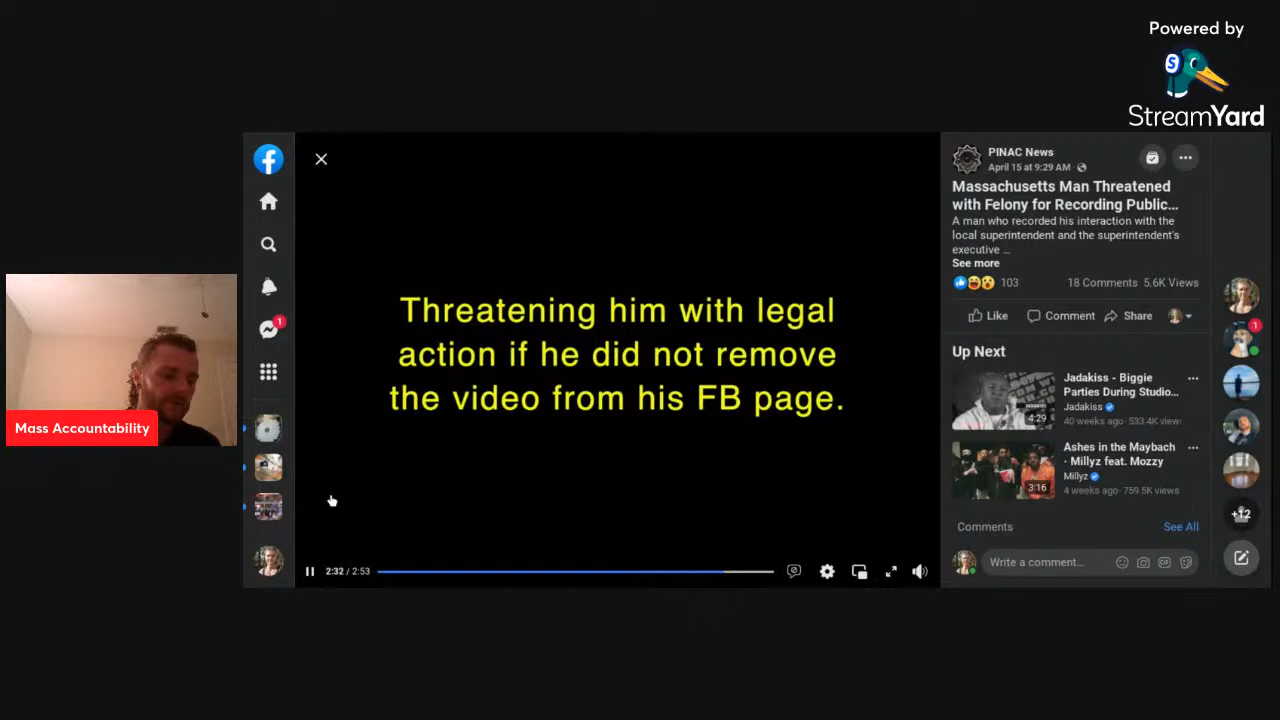 Powered by
StreamYard
S
Threatening him with legal
action if he did not remove
the video from his FB page.
Mass Accountability
1
2:32 / 2:53
PINAC News
April 15 at 9:29 AM ·
Massachusetts Man Threatened
with Felony for Recording Public...
A man who recorded his interaction with the
local superintendent and the superintendent's
executive ...
See more
103
18 Comments 5.6K Views
Like
Comment
Share
Up Next
Jadakiss - Biggie
Parties During Studio...
Jadakiss
40 weeks ago · 533.4K views
4:29
Ashes in the Maybach
· Millyz feat. Mozzy
Millyz
4 weeks ago · 759.5K views
3:16
Comments
See All
Write a comment...
GIF
1
+12